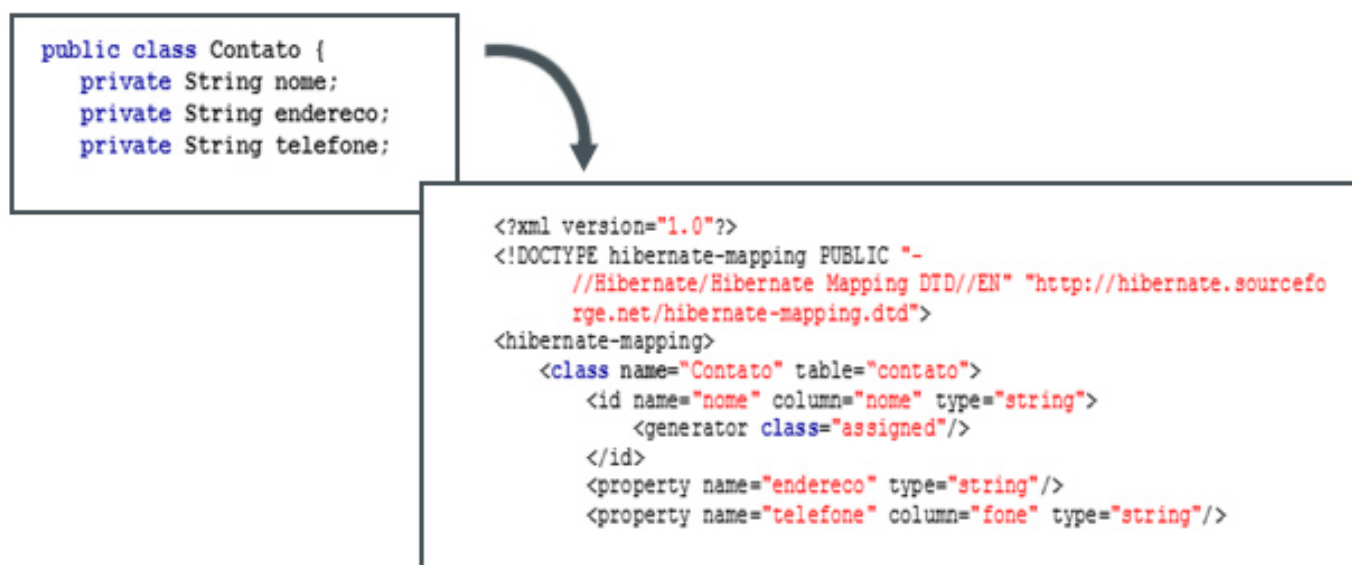 public class Contato {
private String nome;
private String endereco;
private String telefone;
<?xml version="1.0"?>
<!DOCTYPE hibernate-mapping PUBLIC "-
//Hibernate/Hibernate Mapping DTD//EN" "http://hibernate.sourcefo
rge.net/hibernate-mapping.dtd">
<hibernate-mapping>
<class name="Contato" table="contato">
<id name="nome" column="nome" type="string">
<generator class="assigned"/>
</id>
<property name="endereco" type="string"/>
<property name="telefone" column="fone" type="string"/>